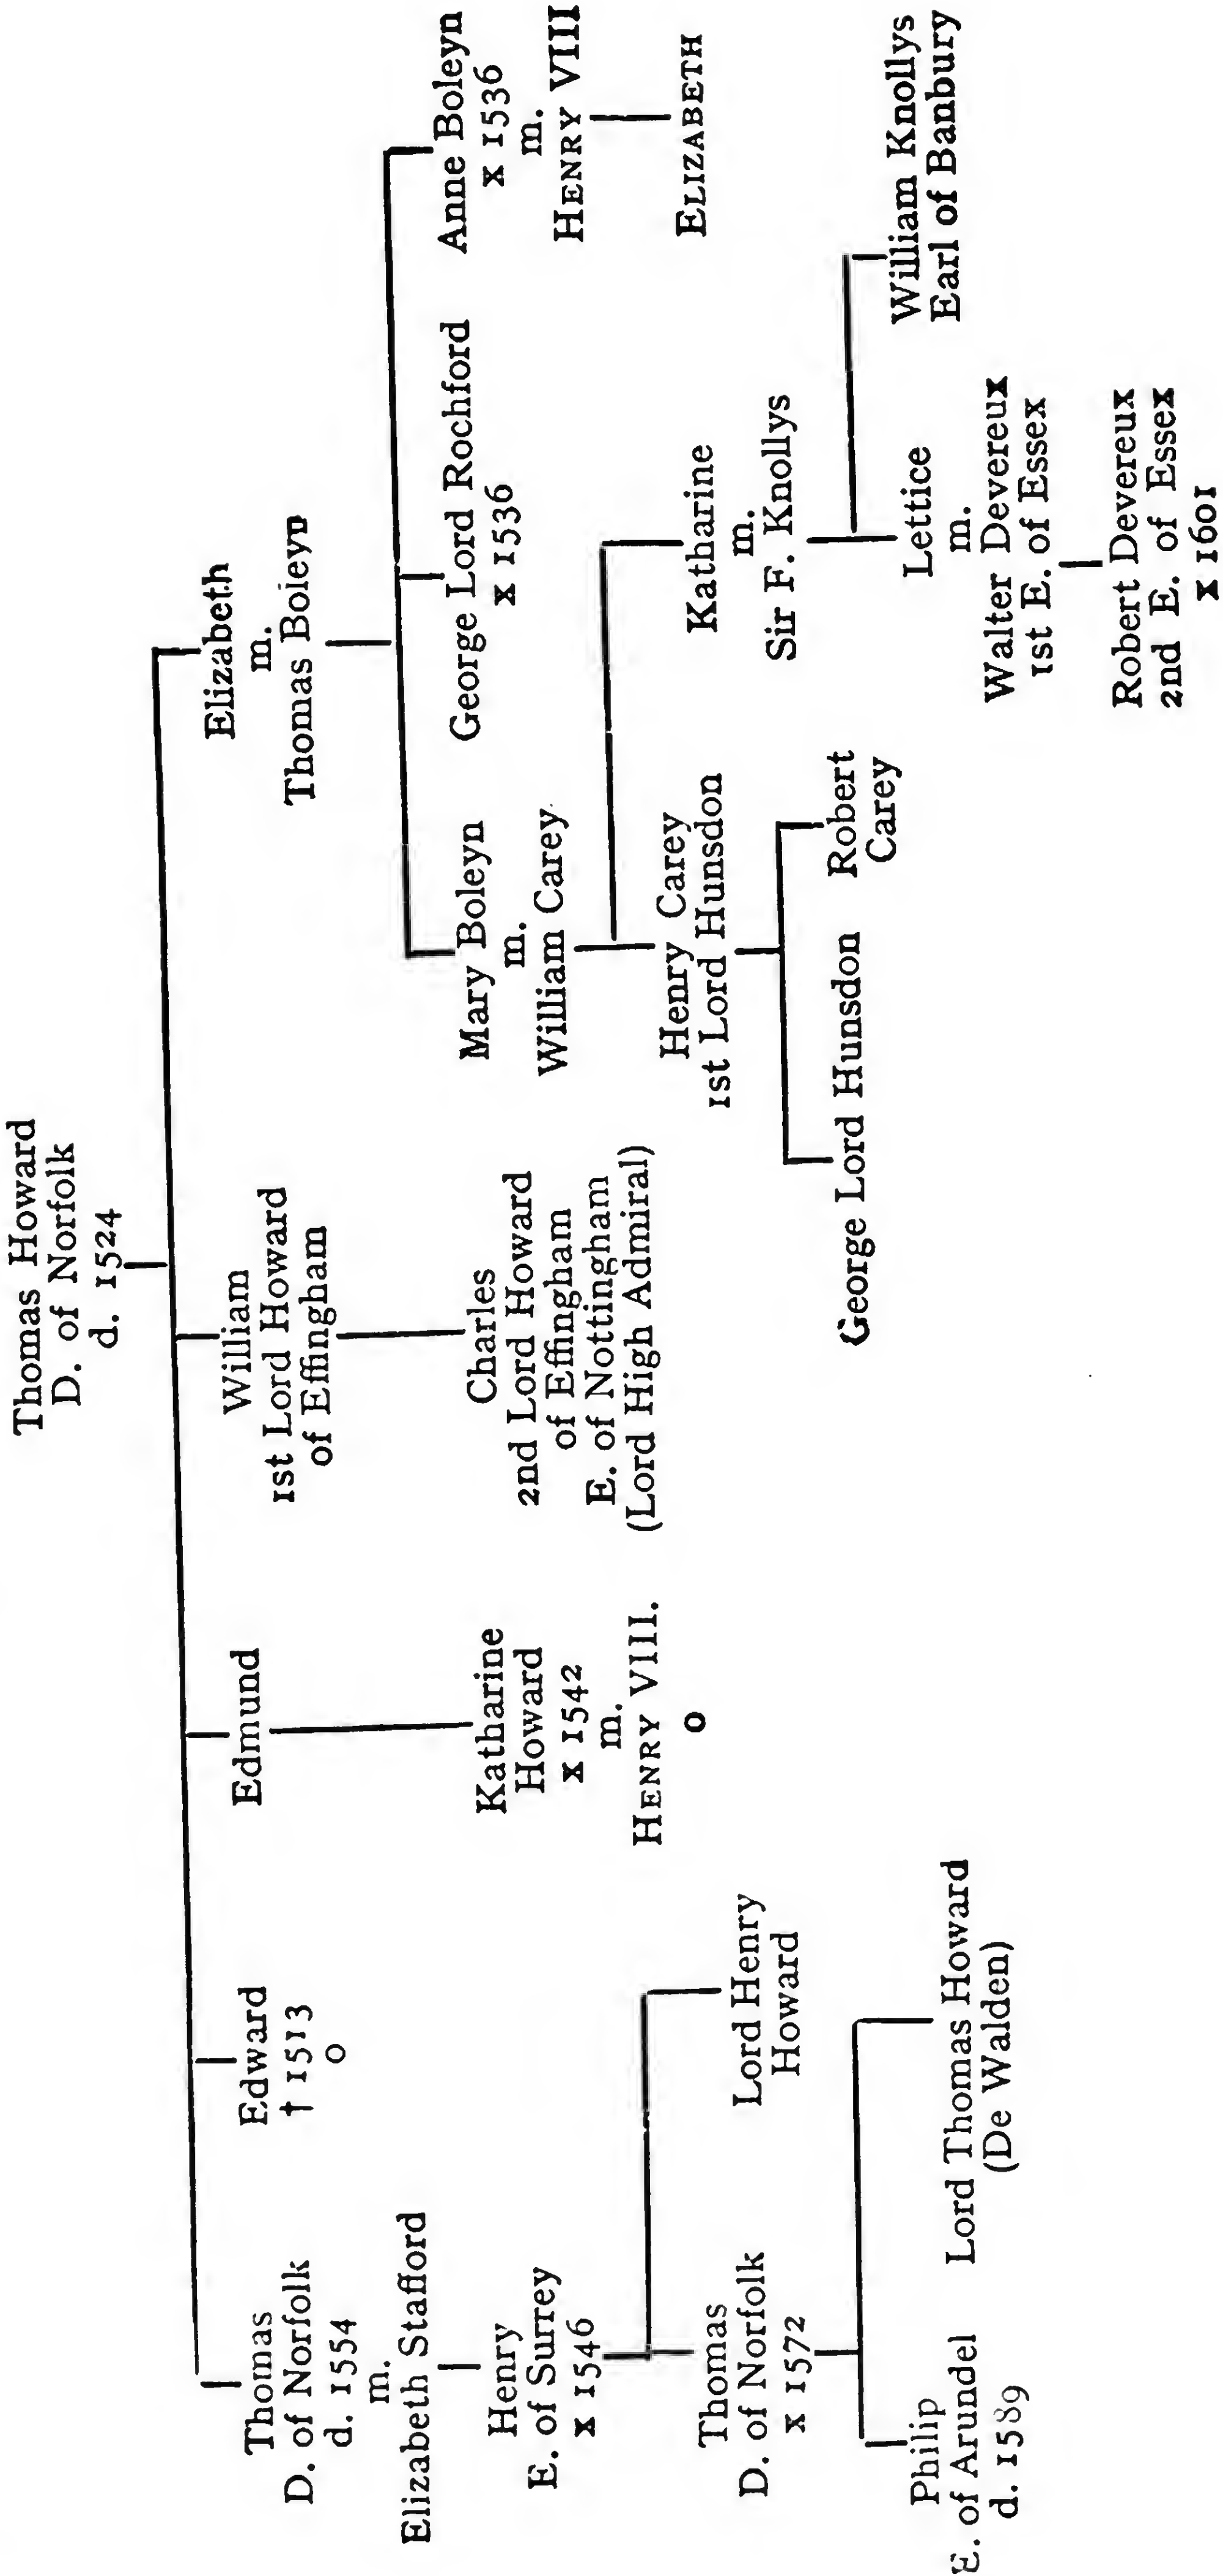 Thomas Howard
D. of Norfolk
d. 1524
Thomas
D. of Norfolk
d. 1554
m.
Elizabeth Stafford
Edward
† 1513
o
Edmund
William
1st Lord Howard
of Effingham
Elizabeth
m.
Thomas Boleyn
Henry
E. of Surrey
x 1546
Katharine
Howard
x 1542
m.
HENRY VIII.
o
Charles
2nd Lord Howard
of Effingham
E. of Nottingham
(Lord High Admiral)
Mary Boleyn
m.
William Carey
George Lord Rochford
x 1536
Anne Boleyn
x 1536
m.
HENRY VIII
Thomas
D. of Norfolk
x 1572
Lord Henry
Howard
Henry Carey
1st Lord Hunsdon
Katharine
m.
Sir F. Knollys
ELIZABETH
Philip
E. of Arundel
d. 1589
Lord Thomas Howard
(De Walden)
George Lord Hunsdon
Robert
Carey
Lettice
m.
Walter Devereux
1st E. of Essex
William Knollys
Earl of Banbury
Robert Devereux
2nd E. of Essex
x 1601